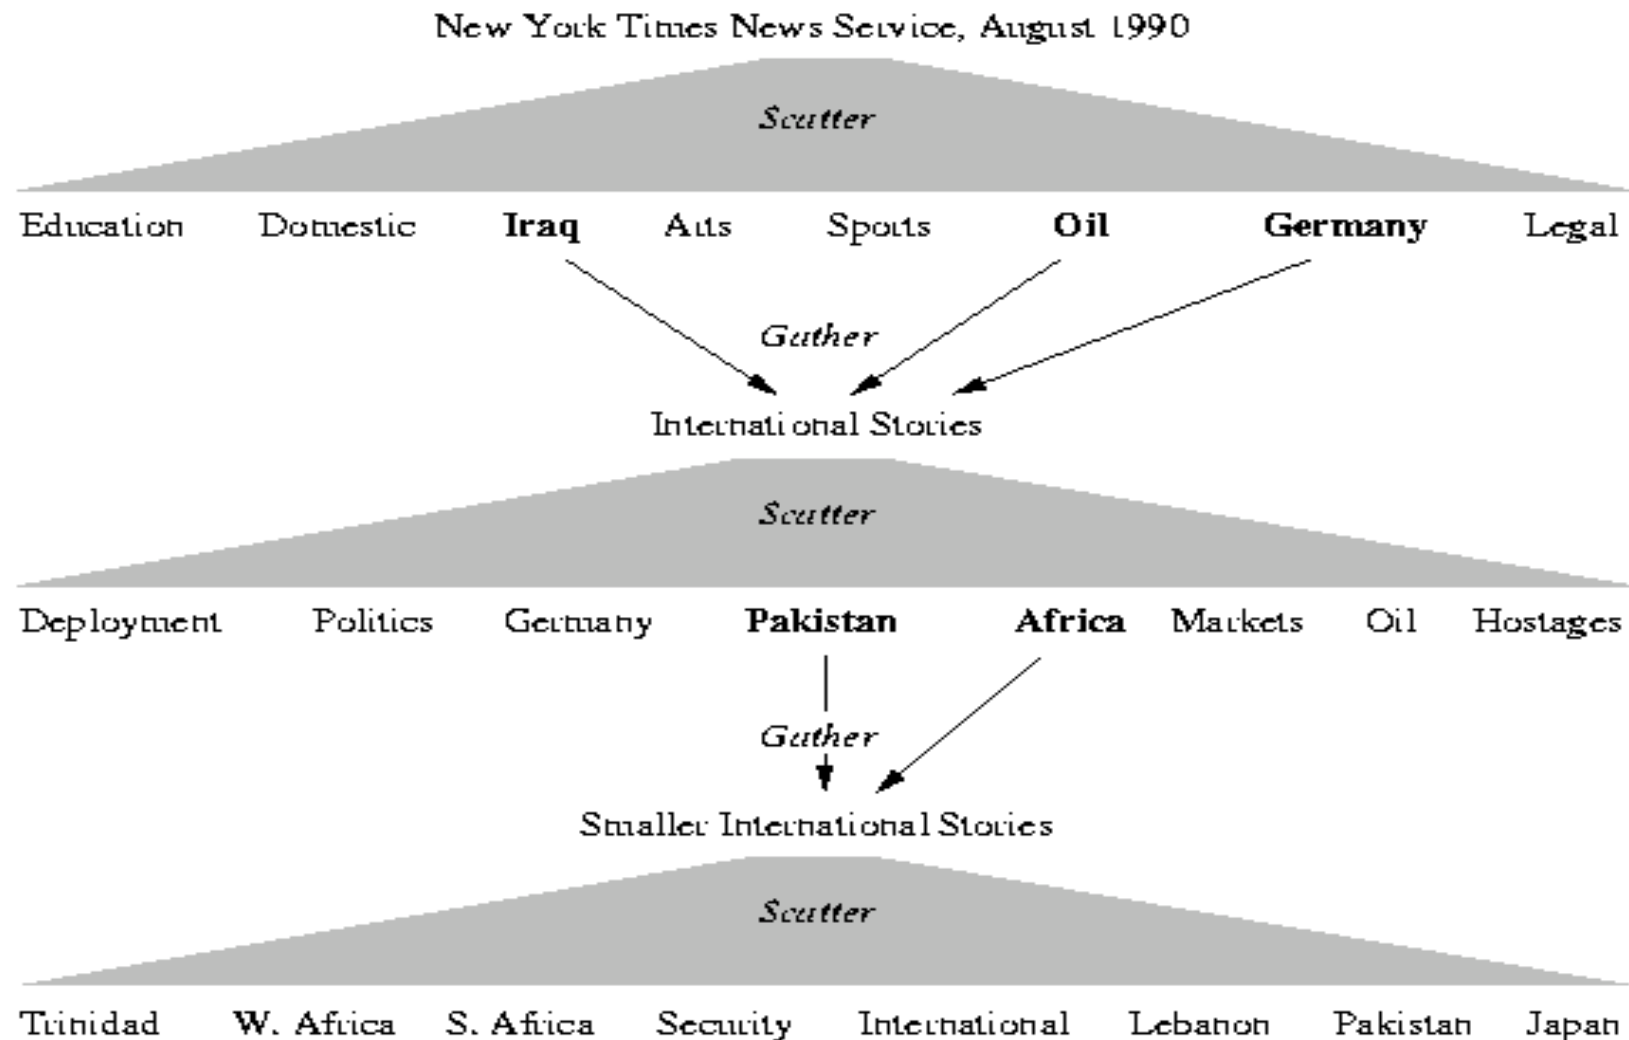 New York Times News Service, August 1990
Scatter
Education Domestic Iraq Arts Sports Oil Germany Legal
Gather
International Stories
Scatter
Deployment Politics Germany Pakistan Africa Markets Oil Hostages
Gather
Smaller International Stories
Scatter
Trinidad W. Africa S. Africa Security International Lebanon Pakistan Japan